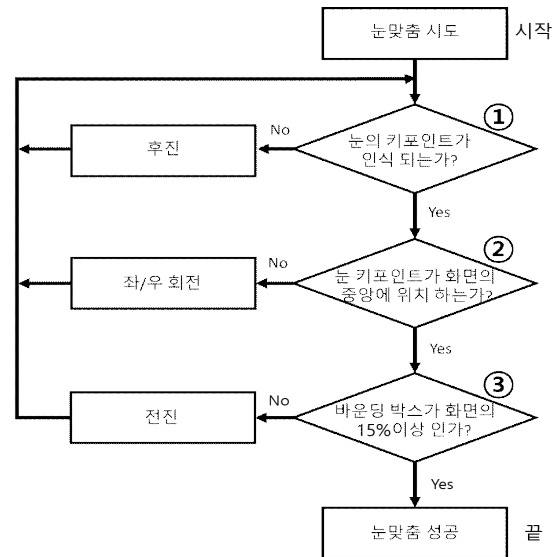 눈맞춤 시도
시작
①
No
눈의 키포인트가
인식 되는가?
후진
Yes
②
No
눈 키포인트가 화면의
중앙에 위치 하는가?
좌/우 회전
Yes
③
No
바운딩 박스가 화면의
15%이상 인가?
전진
Yes
눈맞춤 성공
끝